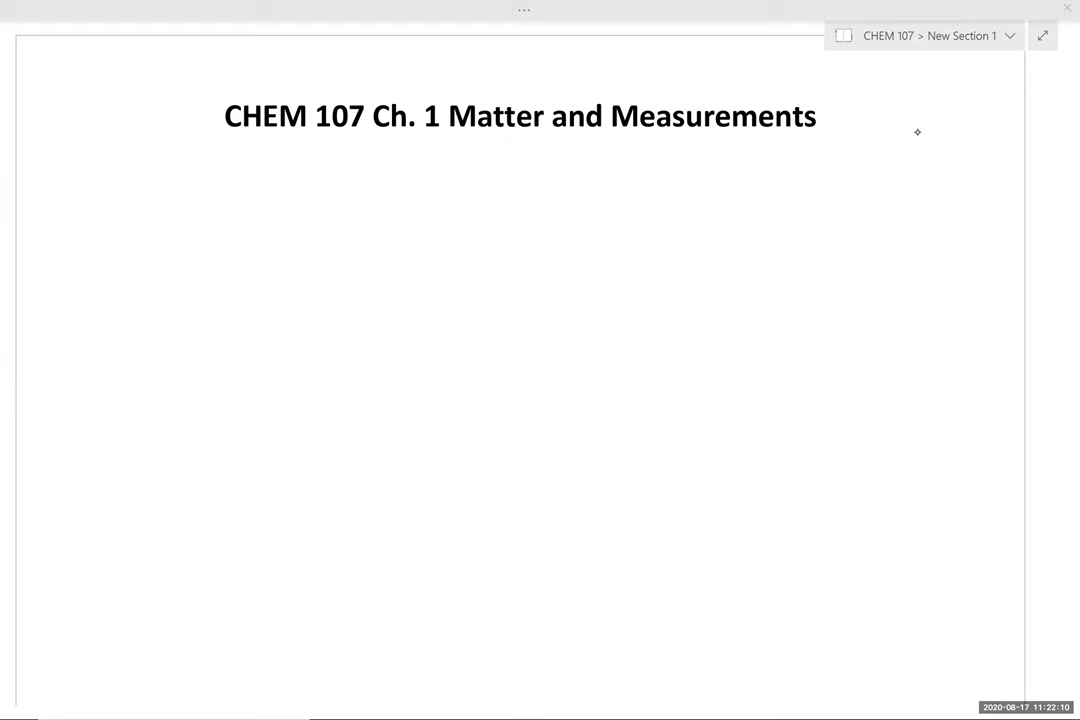 ...
CHEM 107 > New Section 1
CHEM 107 Ch. 1 Matter and Measurements
2020-08-17 11:22:10